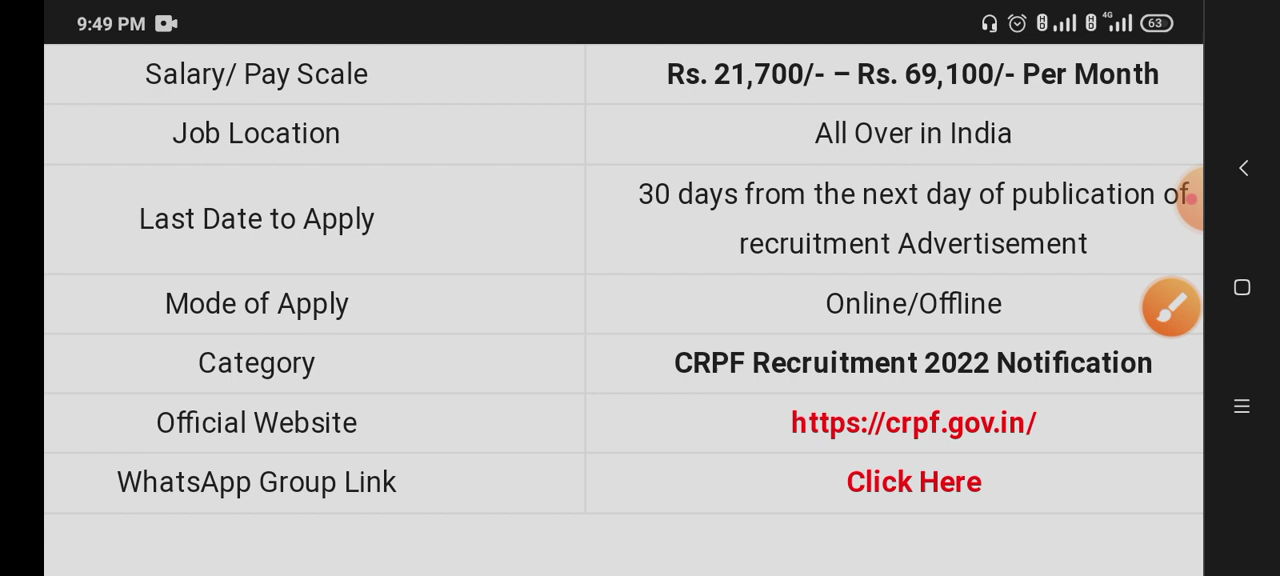 9:49 PM
4G
63
Salary/ Pay Scale
Rs. 21,700/- – Rs. 69,100/- Per Month
Job Location
All Over in India
Last Date to Apply
30 days from the next day of publication of
recruitment Advertisement
Mode of Apply
Online/Offline
Category
CRPF Recruitment 2022 Notification
Official Website
https://crpf.gov.in/
WhatsApp Group Link
Click Here